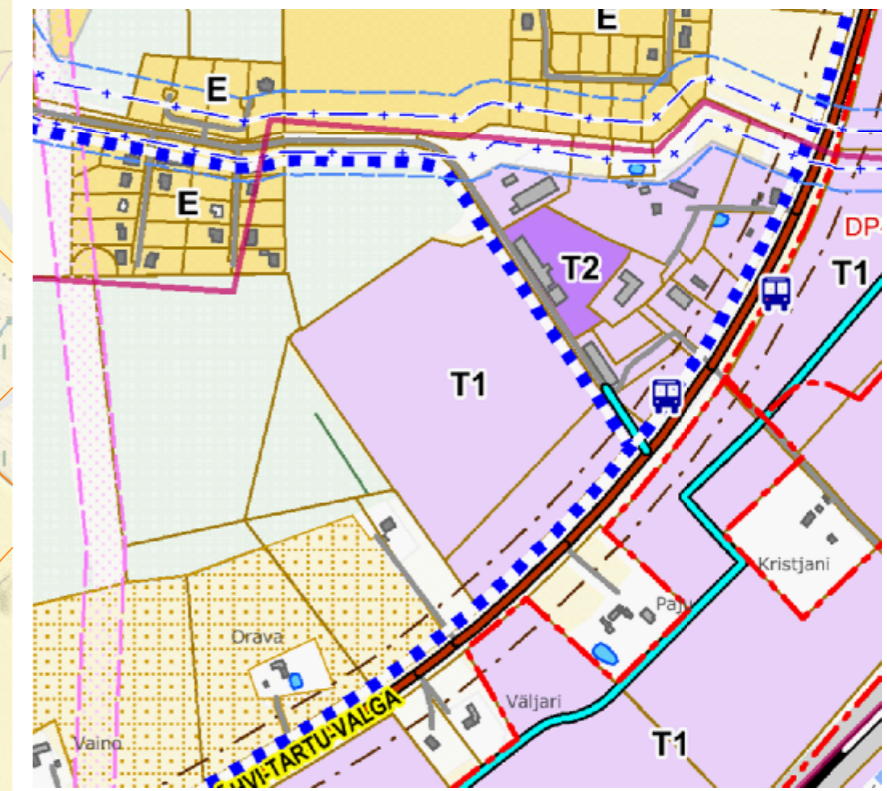 E
E
E
T2
DP-
T1
T1
Kristjani
Paju
Drava
Väljari
HVI-TARTU-VALGA
Vaino
T1